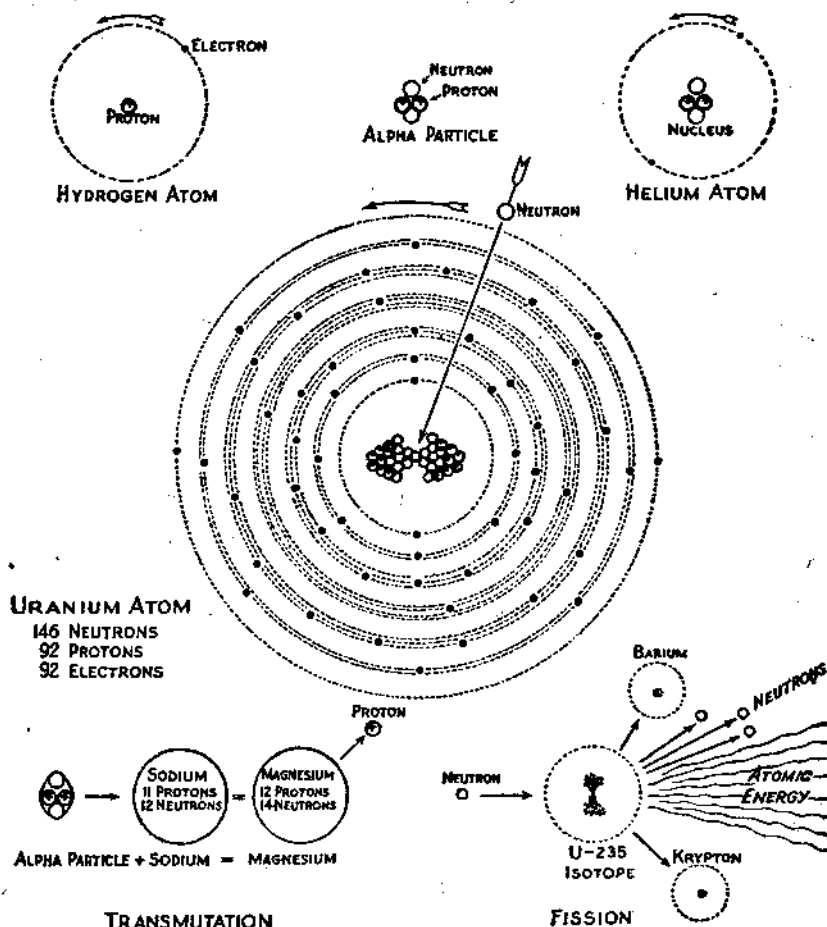 ELECTRON
PROTON
HYDROGEN ATOM
NEUTRON
PROTON
ALPHA PARTICLE
NUCLEUS
HELIUM ATOM
NEUTRON
URANIUM ATOM
146 NEUTRONS
92 PROTONS
92 ELECTRONS
PROTON
SODIUM
11 PROTONS
12 NEUTRONS
=
MAGNESIUM
12 PROTONS
14 NEUTRONS
ALPHA PARTICLE + SODIUM = MAGNESIUM
TRANSMUTATION
BARIUM
NEUTRONS
NEUTRON
ATOMIC
ENERGY
U-235
ISOTOPE
KRYPTON
FISSION